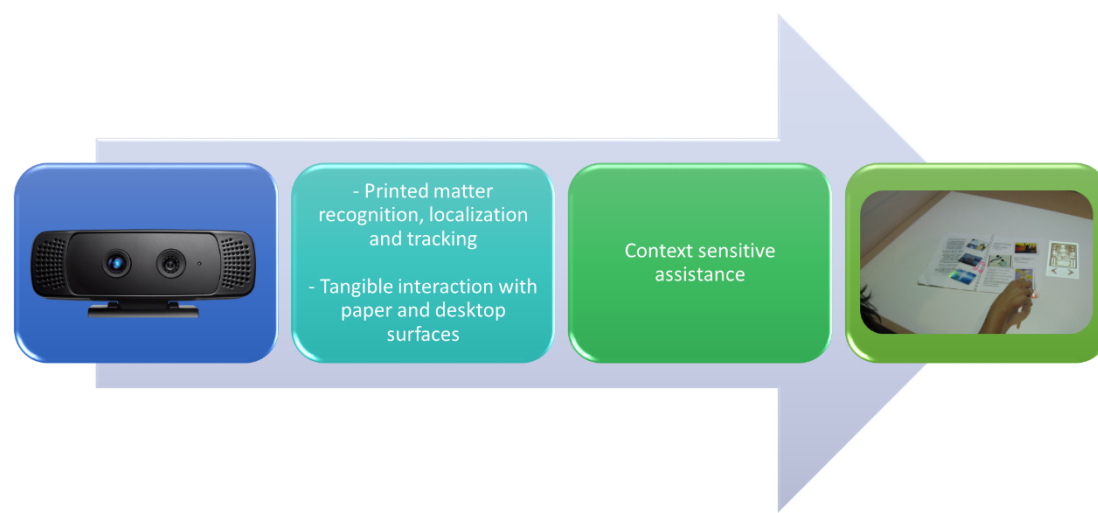 - Printed matter
recognition, localization
and tracking
- Tangible interaction with
paper and desktop
surfaces
Context sensitive
assistance